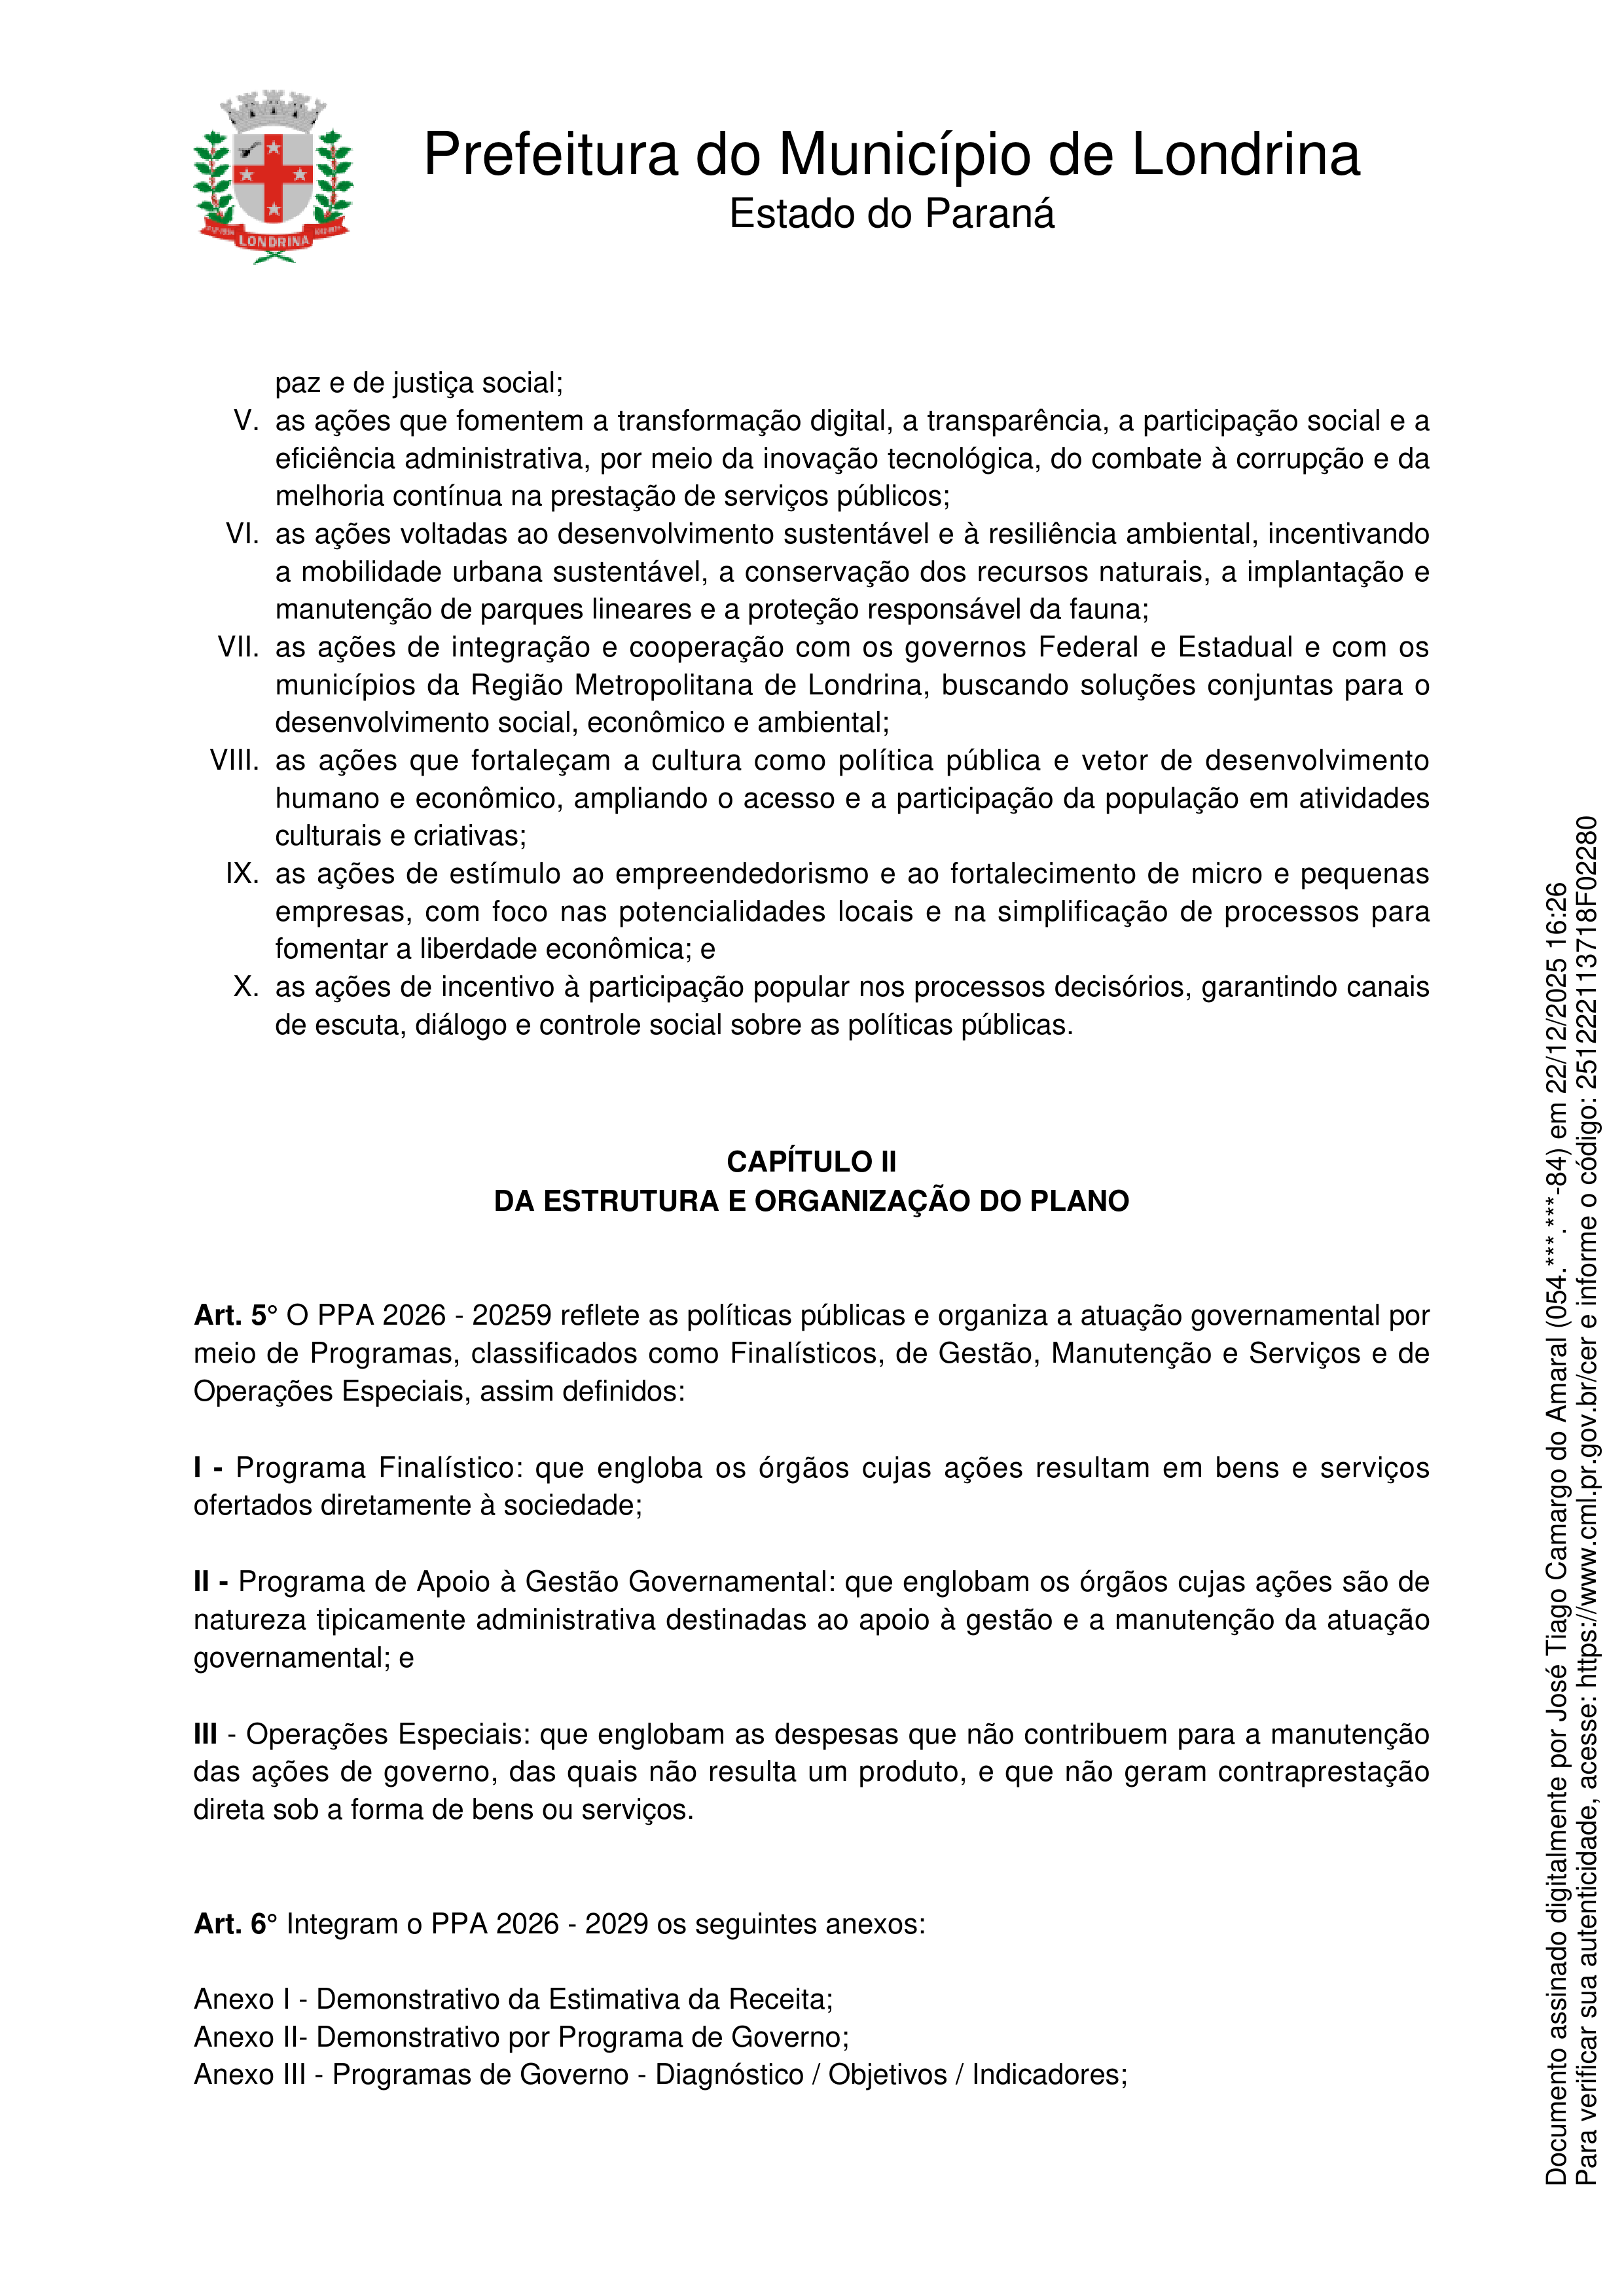 Prefeitura do Município de Londrina
Estado do Paraná
LONDRINA
paz e de justiça social;
V. as ações que fomentem a transformação digital, a transparência, a participação social e a
eficiência administrativa, por meio da inovação tecnológica, do combate à corrupção e da
melhoria contínua na prestação de serviços públicos;
VI. as ações voltadas ao desenvolvimento sustentável e à resiliência ambiental, incentivando
a mobilidade urbana sustentável, a conservação dos recursos naturais, a implantação e
manutenção de parques lineares e a proteção responsável da fauna;
VII. as ações de integração e cooperação com os governos Federal e Estadual e com os
municípios da Região Metropolitana de Londrina, buscando soluções conjuntas para o
desenvolvimento social, econômico e ambiental;
VIII. as ações que fortaleçam a cultura como política pública e vetor de desenvolvimento
humano e econômico, ampliando o acesso e a participação da população em atividades
culturais e criativas;
IX. as ações de estímulo ao empreendedorismo e ao fortalecimento de micro e pequenas
empresas, com foco nas potencialidades locais e na simplificação de processos para
fomentar a liberdade econômica; e
X. as ações de incentivo à participação popular nos processos decisórios, garantindo canais
de escuta, diálogo e controle social sobre as políticas públicas.
CAPÍTULO II
DA ESTRUTURA E ORGANIZAÇÃO DO PLANO
Art. 5° O PPA 2026 - 20259 reflete as políticas públicas e organiza a atuação governamental por
meio de Programas, classificados como Finalísticos, de Gestão, Manutenção e Serviços e de
Operações Especiais, assim definidos:
I - Programa Finalístico: que engloba os órgãos cujas ações resultam em bens e serviços
ofertados diretamente à sociedade;
II - Programa de Apoio à Gestão Governamental: que englobam os órgãos cujas ações são de
natureza tipicamente administrativa destinadas ao apoio à gestão e a manutenção da atuação
governamental; e
III - Operações Especiais: que englobam as despesas que não contribuem para a manutenção
das ações de governo, das quais não resulta um produto, e que não geram contraprestação
direta sob a forma de bens ou serviços.
Art. 6° Integram o PPA 2026 - 2029 os seguintes anexos:
Anexo I - Demonstrativo da Estimativa da Receita;
Anexo II- Demonstrativo por Programa de Governo;
Anexo III - Programas de Governo - Diagnóstico / Objetivos / Indicadores;
Documento assinado digitalmente por José Tiago Camargo do Amaral (054.***.***-84) em 22/12/2025 16:26
Para verificar sua autenticidade, acesse: https://www.cml.pr.gov.br/cer e informe o código: 2512221113718F02280